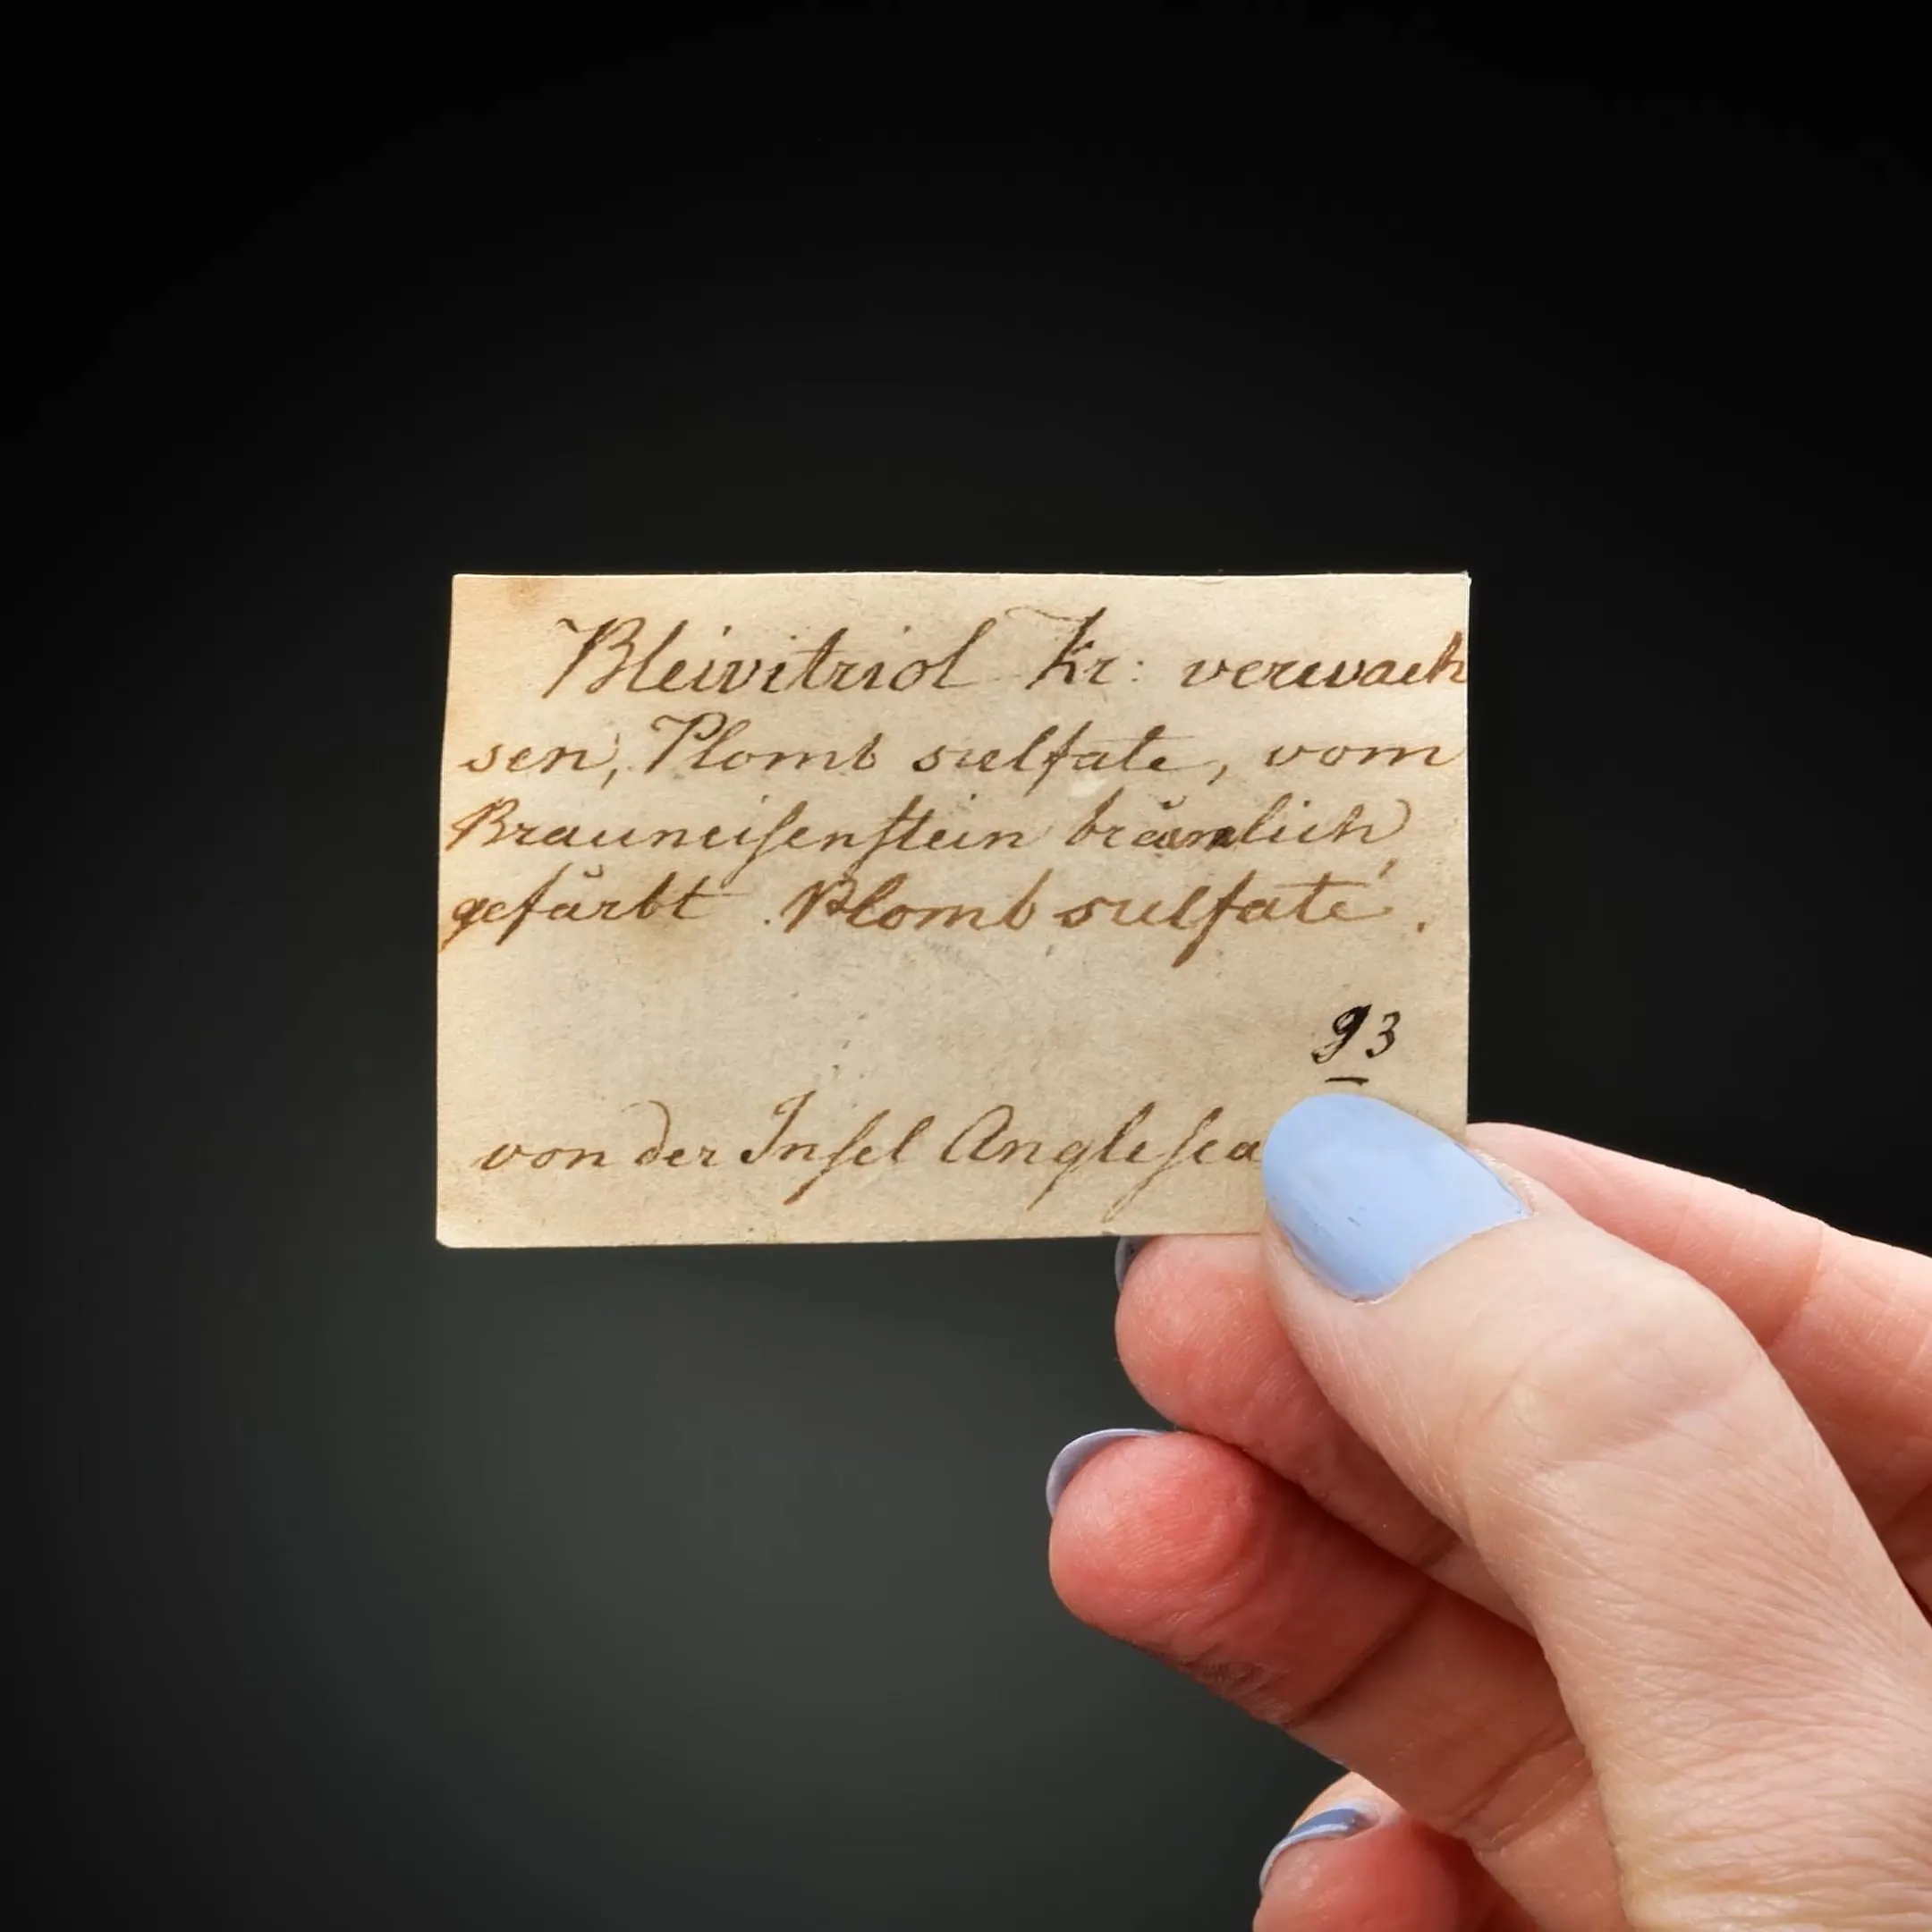 Bleivitriol Kr: verwach
sen, Plomb sulfate, vom
Brauneiſenſtein bräunlich
gefärbt. Plomb sulfaté.
93
von der Inſel Angleſea